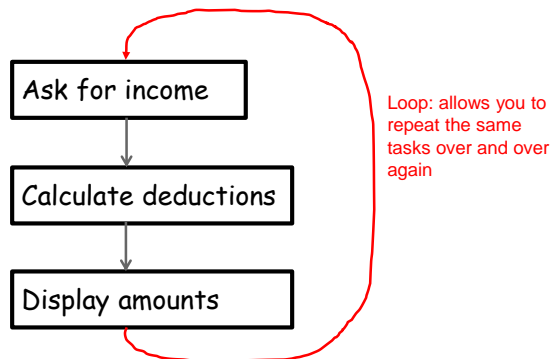 Ask for income
Loop: allows you to
repeat the same
tasks over and over
again
Calculate deductions
Display amounts